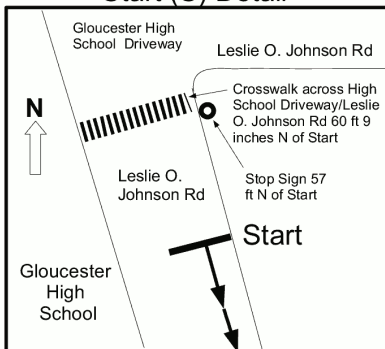 Start (S) Detail
Gloucester High
School Driveway
Leslie O. Johnson Rd
Crosswalk across High
School Driveway/Leslie
O. Johnson Rd 60 ft 9
inches N of Start
N
Leslie O.
Johnson Rd
Stop Sign 57
ft N of Start
Start
Gloucester
High
School